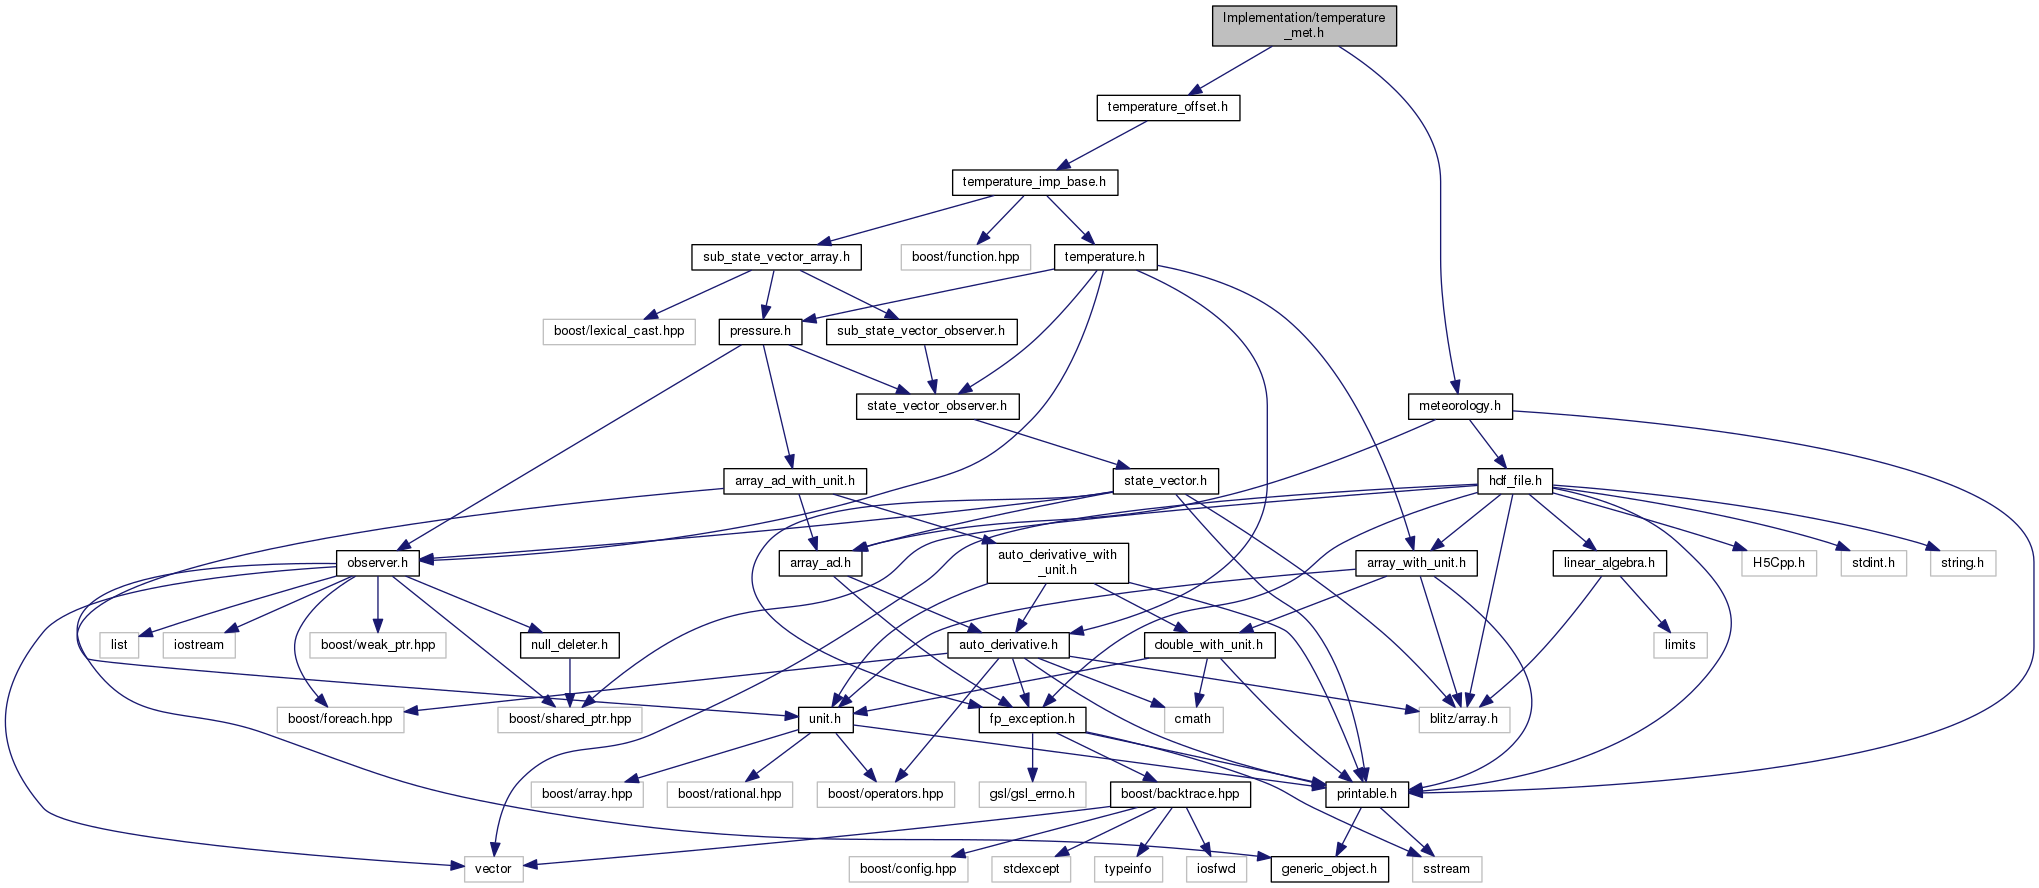 Implementation/temperature
_met.h
temperature_offset.h
temperature_imp_base.h
sub_state_vector_array.h
boost/function.hpp
temperature.h
boost/lexical_cast.hpp
pressure.h
sub_state_vector_observer.h
state_vector_observer.h
meteorology.h
array_ad_with_unit.h
state_vector.h
hdf_file.h
observer.h
array_ad.h
auto_derivative_with
_unit.h
array_with_unit.h
linear_algebra.h
H5Cpp.h
stdint.h
string.h
list
iostream
boost/weak_ptr.hpp
null_deleter.h
auto_derivative.h
double_with_unit.h
limits
boost/foreach.hpp
boost/shared_ptr.hpp
unit.h
fp_exception.h
cmath
blitz/array.h
boost/array.hpp
boost/rational.hpp
boost/operators.hpp
gsl/gsl_errno.h
boost/backtrace.hpp
printable.h
vector
boost/config.hpp
stdexcept
typeinfo
iosfwd
generic_object.h
sstream